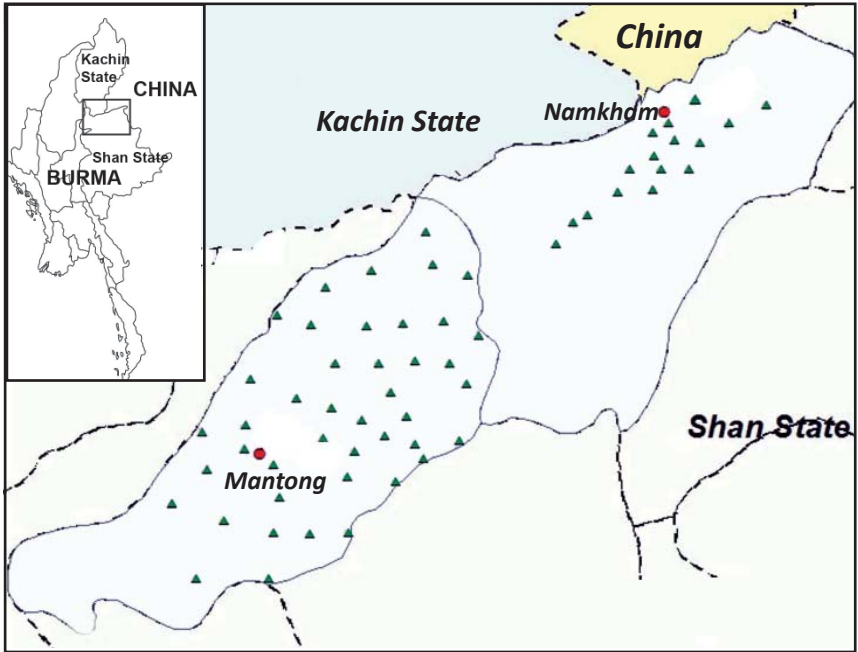 Kachin
State
CHINA
Shan State
BURMA
China
Namkham
Kachin State
Shan State
Mantong